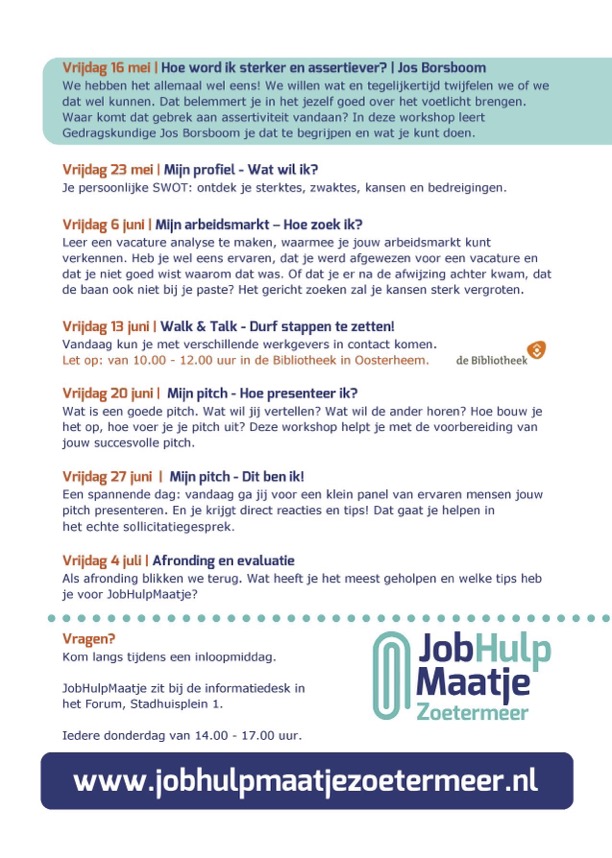 Vrijdag 16 mei | Hoe word ik sterker en assertiever? | Jos Borsboom
We hebben het allemaal wel eens! We willen wat en tegelijkertijd twijfelen we of we
dat wel kunnen. Dat belemmert je in het jezelf goed over het voetlicht brengen.
Waar komt dat gebrek aan assertiviteit vandaan? In deze workshop leert
Gedragskundige Jos Borsboom je dat te begrijpen en wat je kunt doen.
Vrijdag 23 mei | Mijn profiel - Wat wil ik?
Je persoonlijke SWOT: ontdek je sterktes, zwaktes, kansen en bedreigingen.
Vrijdag 6 juni | Mijn arbeidsmarkt – Hoe zoek ik?
Leer een vacature analyse te maken, waarmee je jouw arbeidsmarkt kunt
verkennen. Heb je wel eens ervaren, dat je werd afgewezen voor een vacature en
dat je niet goed wist waarom dat was. Of dat je er na de afwijzing achter kwam, dat
de baan ook niet bij je paste? Het gericht zoeken zal je kansen sterk vergroten.
Vrijdag 13 juni | Walk & Talk - Durf stappen te zetten!
Vandaag kun je met verschillende werkgevers in contact komen.
Let op: van 10.00 - 12.00 uur in de Bibliotheek in Oosterheem.
de Bibliotheek
Vrijdag 20 juni | Mijn pitch - Hoe presenteer ik?
Wat is een goede pitch. Wat wil jij vertellen? Wat wil de ander horen? Hoe bouw je
het op, hoe voer je je pitch uit? Deze workshop helpt je met de voorbereiding van
jouw succesvolle pitch.
Vrijdag 27 juni | Mijn pitch - Dit ben ik!
Een spannende dag: vandaag ga jij voor een klein panel van ervaren mensen jouw
pitch presenteren. En je krijgt direct reacties en tips! Dat gaat je helpen in
het echte sollicitatiegesprek.
Vrijdag 4 juli | Afronding en evaluatie
Als afronding blikken we terug. Wat heeft je het meest geholpen en welke tips heb
je voor JobHulpMaatje?
Vragen?
Kom langs tijdens een inloopmiddag.
JobHulpMaatje zit bij de informatiedesk in
het Forum, Stadhuisplein 1.
Iedere donderdag van 14.00 - 17.00 uur.
JobHulp
Maatje
Zoetermeer
www.jobhulpmaatjezoetermeer.nl